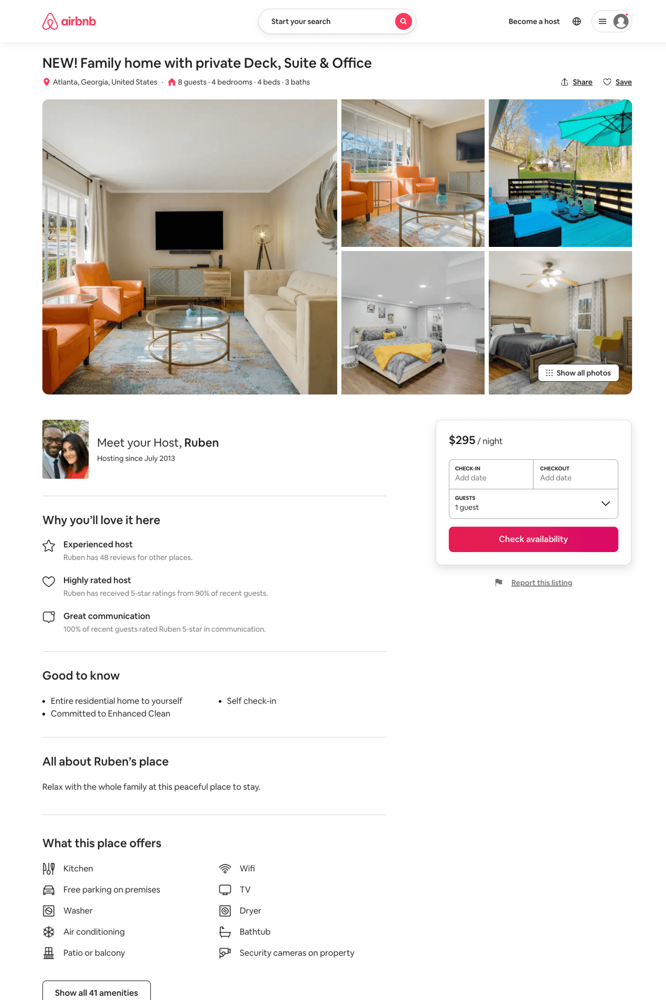 airbnb
Start your search
Become a host
NEW! Family home with private Deck, Suite & Office
Atlanta, Georgia, United States · 8 guests · 4 bedrooms · 4 beds · 3 baths
Share
Save
Show all photos
Meet your Host, Ruben
Hosting since July 2013
$295 / night
CHECK-IN
Add date
CHECKOUT
Add date
GUESTS
1 guest
Check availability
Report this listing
Why you’ll love it here
Experienced host
Ruben has 48 reviews for other places.
Highly rated host
Ruben has received 5-star ratings from 90% of recent guests.
Great communication
100% of recent guests rated Ruben 5-star in communication.
Good to know
• Entire residential home to yourself
• Self check-in
• Committed to Enhanced Clean
All about Ruben’s place
Relax with the whole family at this peaceful place to stay.
What this place offers
Kitchen
Wifi
Free parking on premises
TV
Washer
Dryer
Air conditioning
Bathtub
Patio or balcony
Security cameras on property
Show all 41 amenities